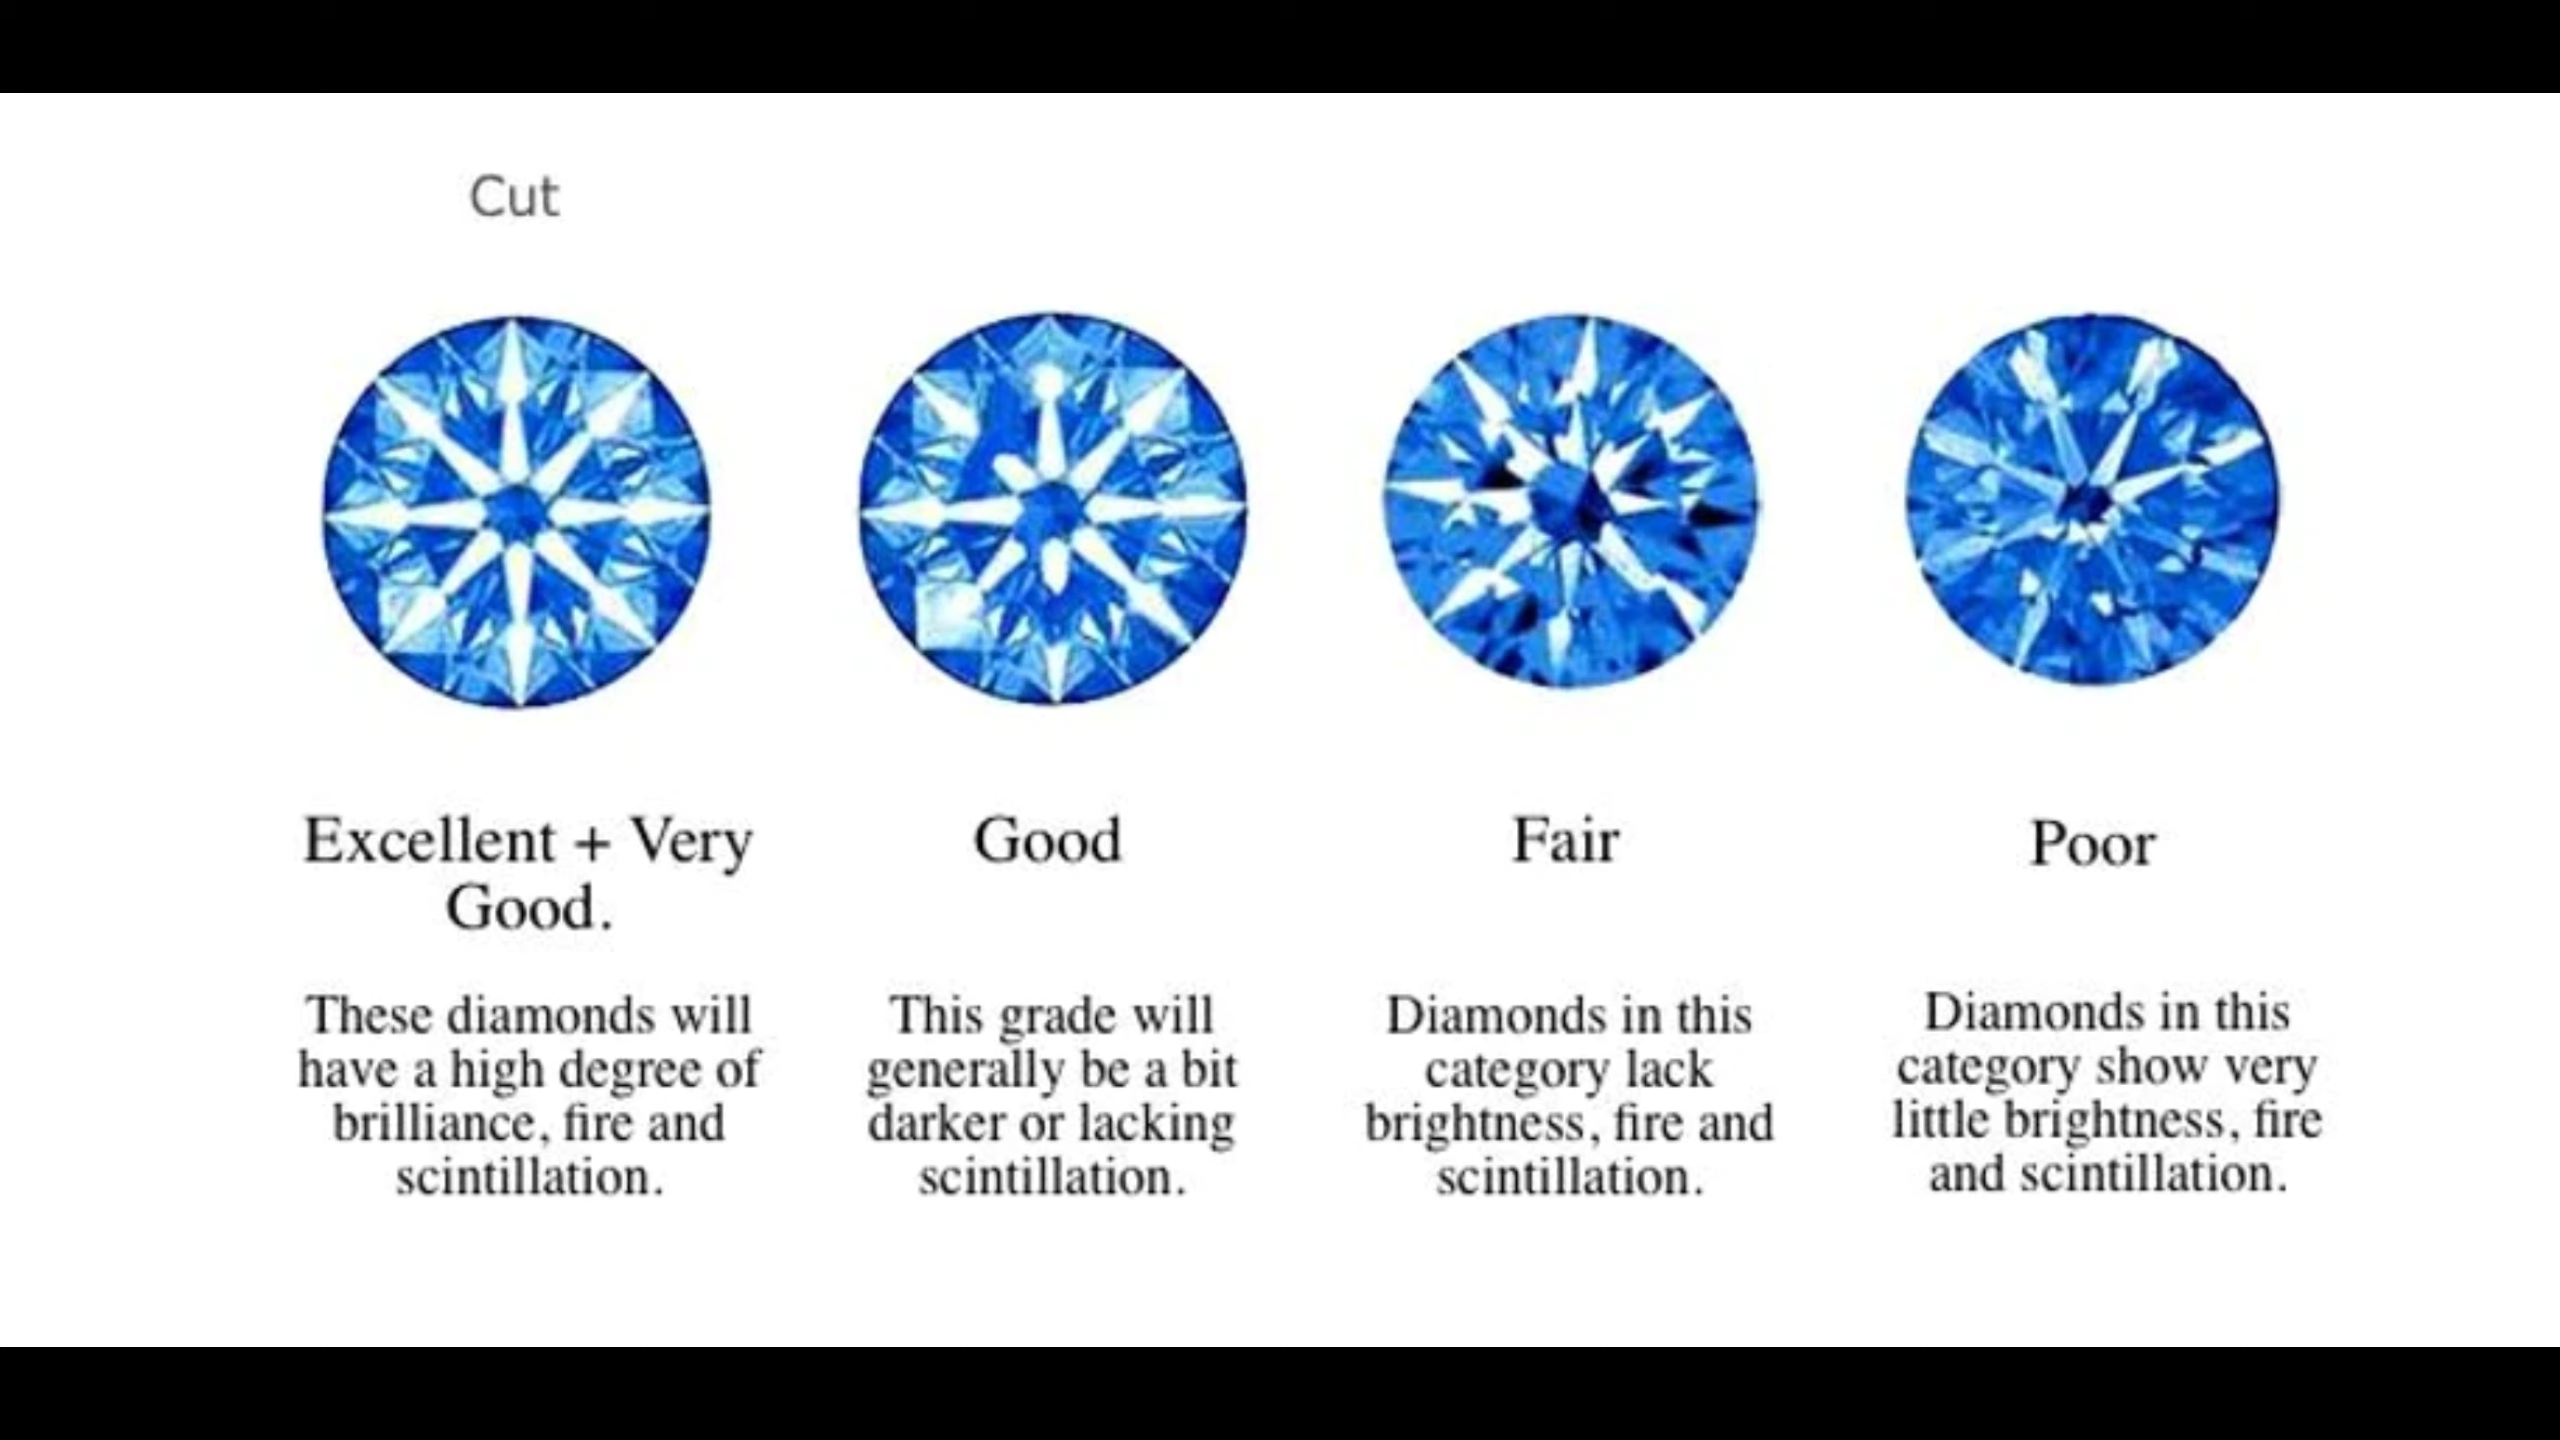 Cut
Excellent + Very
Good.
These diamonds will
have a high degree of
brilliance, fire and
scintillation.
Good
This grade will
generally be a bit
darker or lacking
scintillation.
Fair
Diamonds in this
category lack
brightness, fire and
scintillation.
Poor
Diamonds in this
category show very
little brightness, fire
and scintillation.